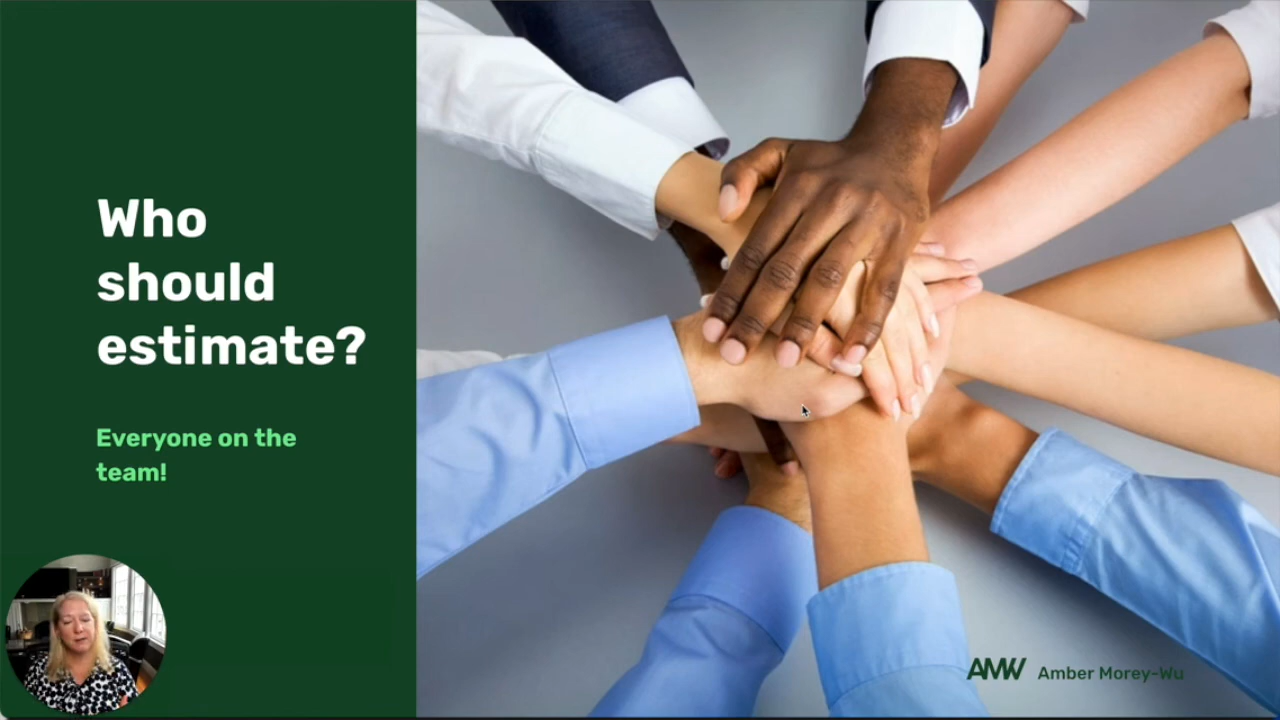 Who
should
estimate?
Everyone on the
team!
AMW Amber Morey-Wu